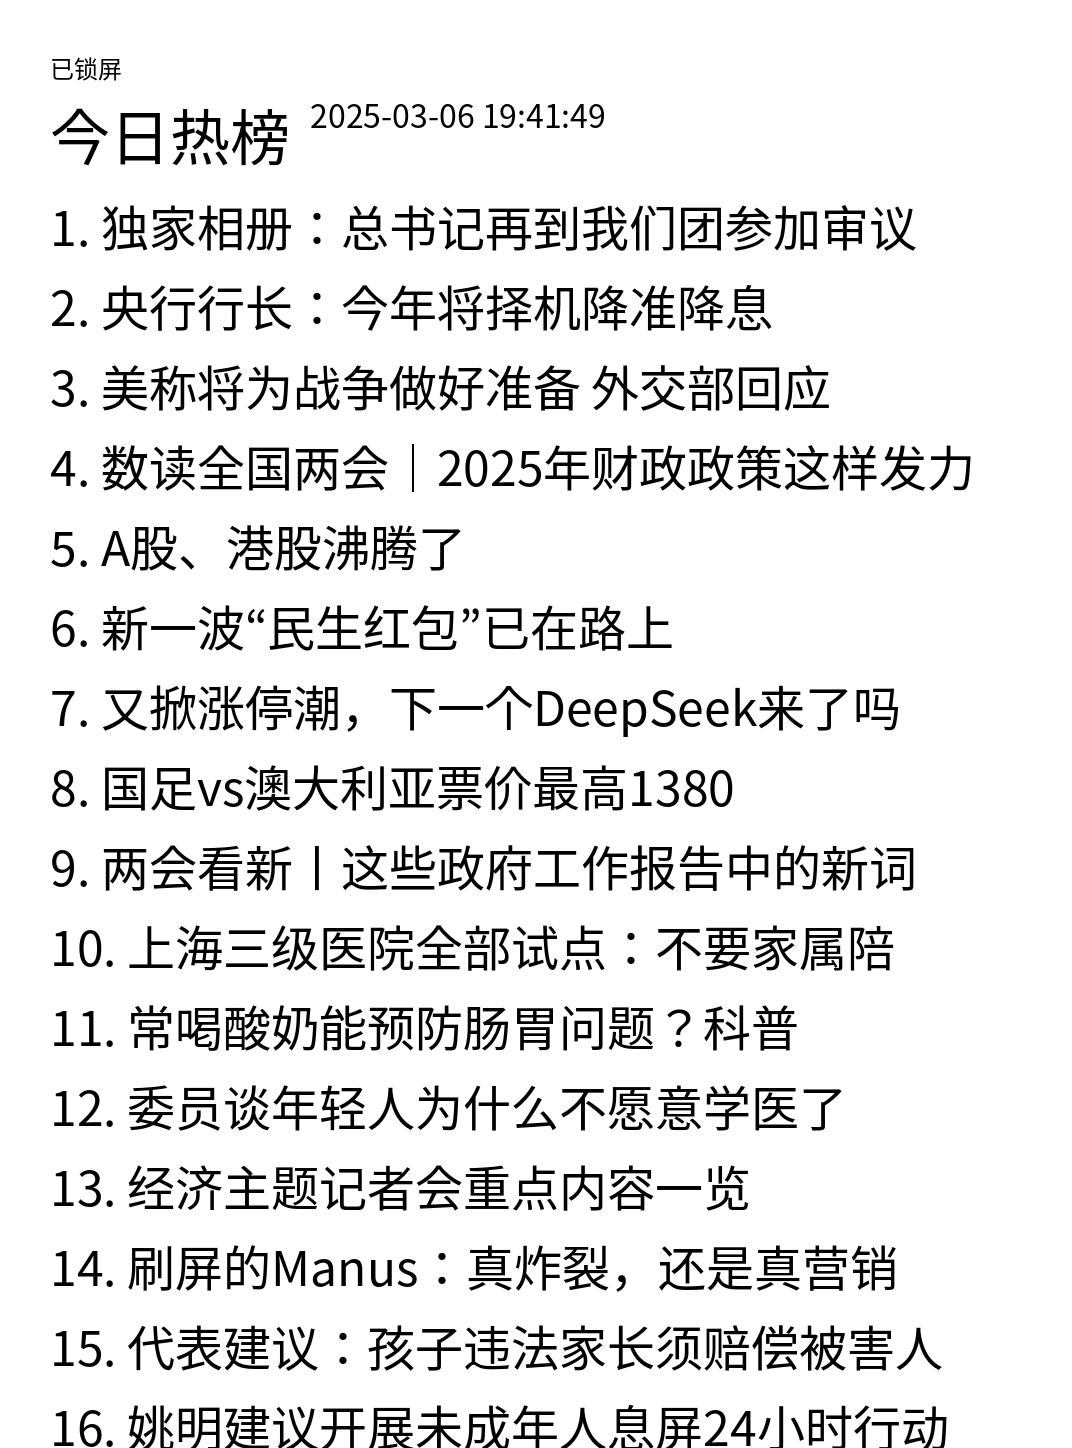 已锁屏
今日热榜 2025-03-06 19:41:49
1. 独家相册：总书记再到我们团参加审议
2. 央行行长：今年将择机降准降息
3. 美称将为战争做好准备 外交部回应
4. 数读全国两会｜2025年财政政策这样发力
5. A股、港股沸腾了
6. 新一波“民生红包”已在路上
7. 又掀涨停潮，下一个DeepSeek来了吗
8. 国足vs澳大利亚票价最高1380
9. 两会看新丨这些政府工作报告中的新词
10. 上海三级医院全部试点：不要家属陪
11. 常喝酸奶能预防肠胃问题？科普
12. 委员谈年轻人为什么不愿意学医了
13. 经济主题记者会重点内容一览
14. 刷屏的Manus：真炸裂，还是真营销
15. 代表建议：孩子违法家长须赔偿被害人
16. 姚明建议开展未成年人息屏24小时行动